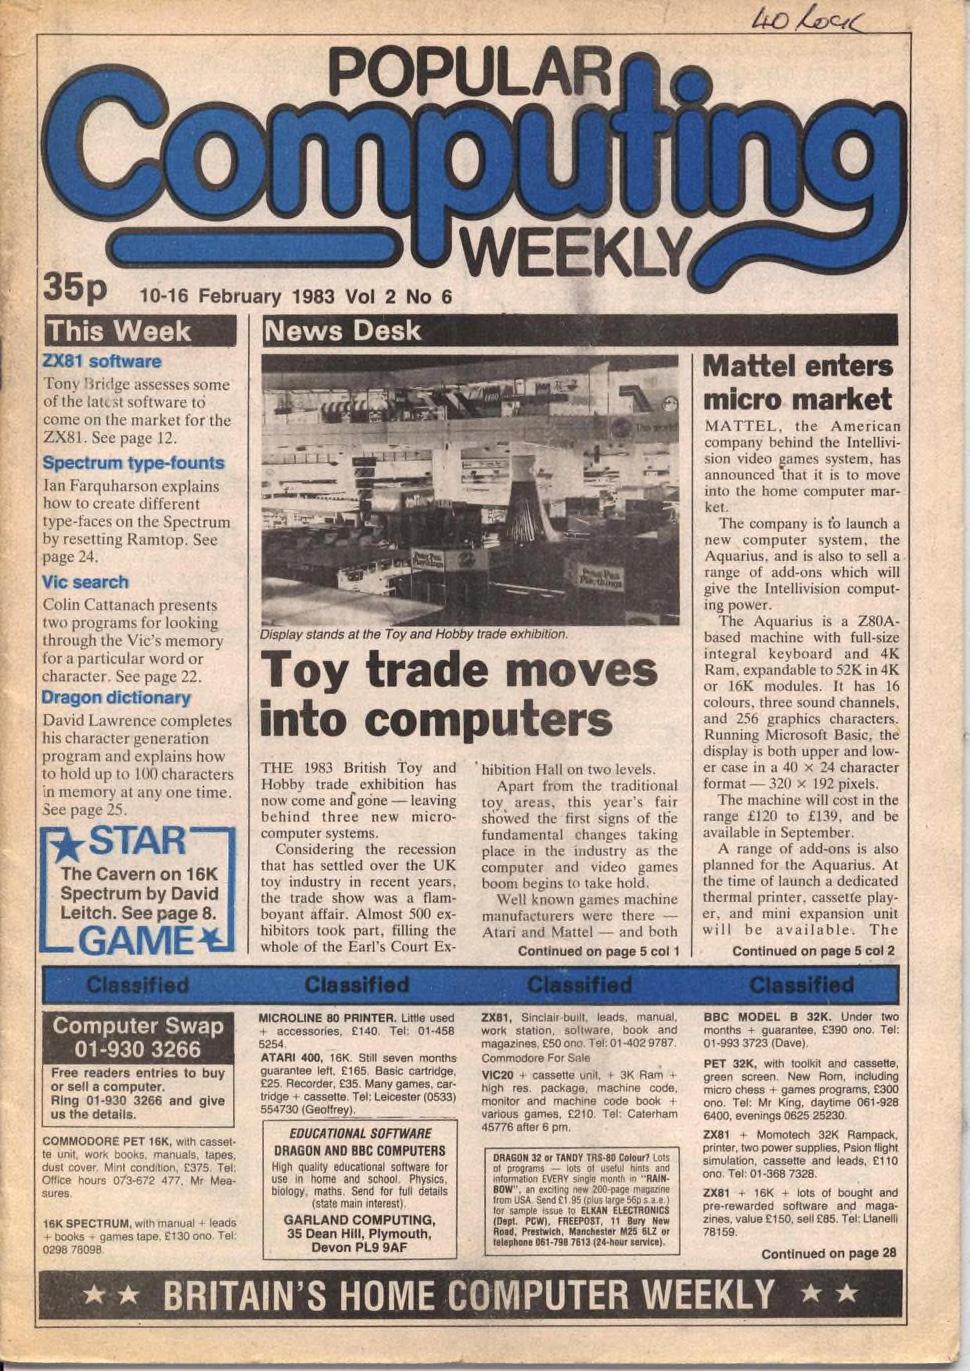 40 Rock
POPULAR
Computing
WEEKLY
35p 10-16 February 1983 Vol 2 No 6
This Week
ZX81 software
Tony Bridge assesses some
of the latest software to
come on the market for the
ZX81. See page 12.
Spectrum type-founts
Ian Farquharson explains
how to create different
type-faces on the Spectrum
by resetting Ramtop. See
page 24.
Vic search
Colin Cattanach presents
two programs for looking
through the Vic's memory
for a particular word or
character. See page 22.
Dragon dictionary
David Lawrence completes
his character generation
program and explains how
to hold up to 100 characters
in memory at any one time.
See page 25.
STAR
The Cavern on 16K
Spectrum by David
Leitch. See page 8.
GAME
News Desk
Display stands at the Toy and Hobby trade exhibition.
Toy trade moves
into computers
THE 1983 British Toy and
Hobby trade exhibition has
now come and gone — leaving
behind three new micro-
computer systems.
Considering the recession
that has settled over the UK
toy industry in recent years,
the trade show was a flam-
boyant affair. Almost 500 ex-
hibitors took part, filling the
whole of the Earl's Court Ex-
hibition Hall on two levels.
Apart from the traditional
toy areas, this year's fair
showed the first signs of the
fundamental changes taking
place in the industry as the
computer and video games
boom begins to take hold.
Well known games machine
manufacturers were there —
Atari and Mattel — and both
Continued on page 5 col 1
Mattel enters
micro market
MATTEL, the American
company behind the Intellivi-
sion video games system, has
announced that it is to move
into the home computer mar-
ket.
The company is to launch a
new computer system, the
Aquarius, and is also to sell a
range of add-ons which will
give the Intellivision comput-
ing power.
The Aquarius is a Z80A-
based machine with full-size
integral keyboard and 4K
Ram, expandable to 52K in 4K
or 16K modules. It has 16
colours, three sound channels,
and 256 graphics characters.
Running Microsoft Basic, the
display is both upper and low-
er case in a 40 × 24 character
format — 320 × 192 pixels.
The machine will cost in the
range £120 to £139, and be
available in September.
A range of add-ons is also
planned for the Aquarius. At
the time of launch a dedicated
thermal printer, cassette play-
er, and mini expansion unit
will be available. The
Continued on page 5 col 2
Classified Classified Classified Classified
Computer Swap
01-930 3266
Free readers entries to buy
or sell a computer.
Ring 01-930 3266 and give
us the details.
COMMODORE PET 16K, with casset-
te unit, work books, manuals, tapes,
dust cover. Mint condition, £375. Tel:
Office hours 073-672 477, Mr Mea-
sures.
16K SPECTRUM, with manual + leads
+ books + games tape, £130 ono. Tel:
0298 78098.
MICROLINE 80 PRINTER. Little used
+ accessories, £140. Tel: 01-458
5254.
ATARI 400, 16K. Still seven months
guarantee left, £165. Basic cartridge,
£25. Recorder, £35. Many games, car-
tridge + cassette. Tel: Leicester (0533)
554730 (Geoffrey).
EDUCATIONAL SOFTWARE
DRAGON AND BBC COMPUTERS
High quality educational software for
use in home and school. Physics,
biology, maths. Send for full details
(state main interest).
GARLAND COMPUTING,
35 Dean Hill, Plymouth,
Devon PL9 9AF
ZX81, Sinclair-built, leads, manual,
work station, software, book and
magazines, £50 ono. Tel: 01-402 9787.
Commodore For Sale
VIC20 + cassette unit, + 3K Ram +
high res. package, machine code,
monitor and machine code book +
various games, £210. Tel: Caterham
45776 after 6 pm.
DRAGON 32 or TANDY TRS-80 Colour? Lots
of programs — lots of useful hints and
information EVERY single month in "RAIN-
BOW", an exciting new 200-page magazine
from USA. Send £1.95 (plus large 56p s.a.e.)
for sample issue to ELKAN ELECTRONICS
(Dept. PCW), FREEPOST, 11 Bury New
Road, Prestwich, Manchester M25 6LZ or
telephone 061-798 7613 (24-hour service).
BBC MODEL B 32K. Under two
months + guarantee, £390 ono. Tel:
01-993 3723 (Dave).
PET 32K, with toolkit and cassette,
green screen. New Rom, including
micro chess + games programs, £300
ono. Tel: Mr King, daytime 061-928
6400, evenings 0625 25230.
ZX81 + Momotech 32K Rampack,
printer, two power supplies, Psion flight
simulation, cassette and leads, £110
ono. Tel: 01-368 7328.
ZX81 + 16K + lots of bought and
pre-rewarded software and maga-
zines, value £150, sell £85. Tel: Llanelli
78159.
Continued on page 28
BRITAIN'S HOME COMPUTER WEEKLY